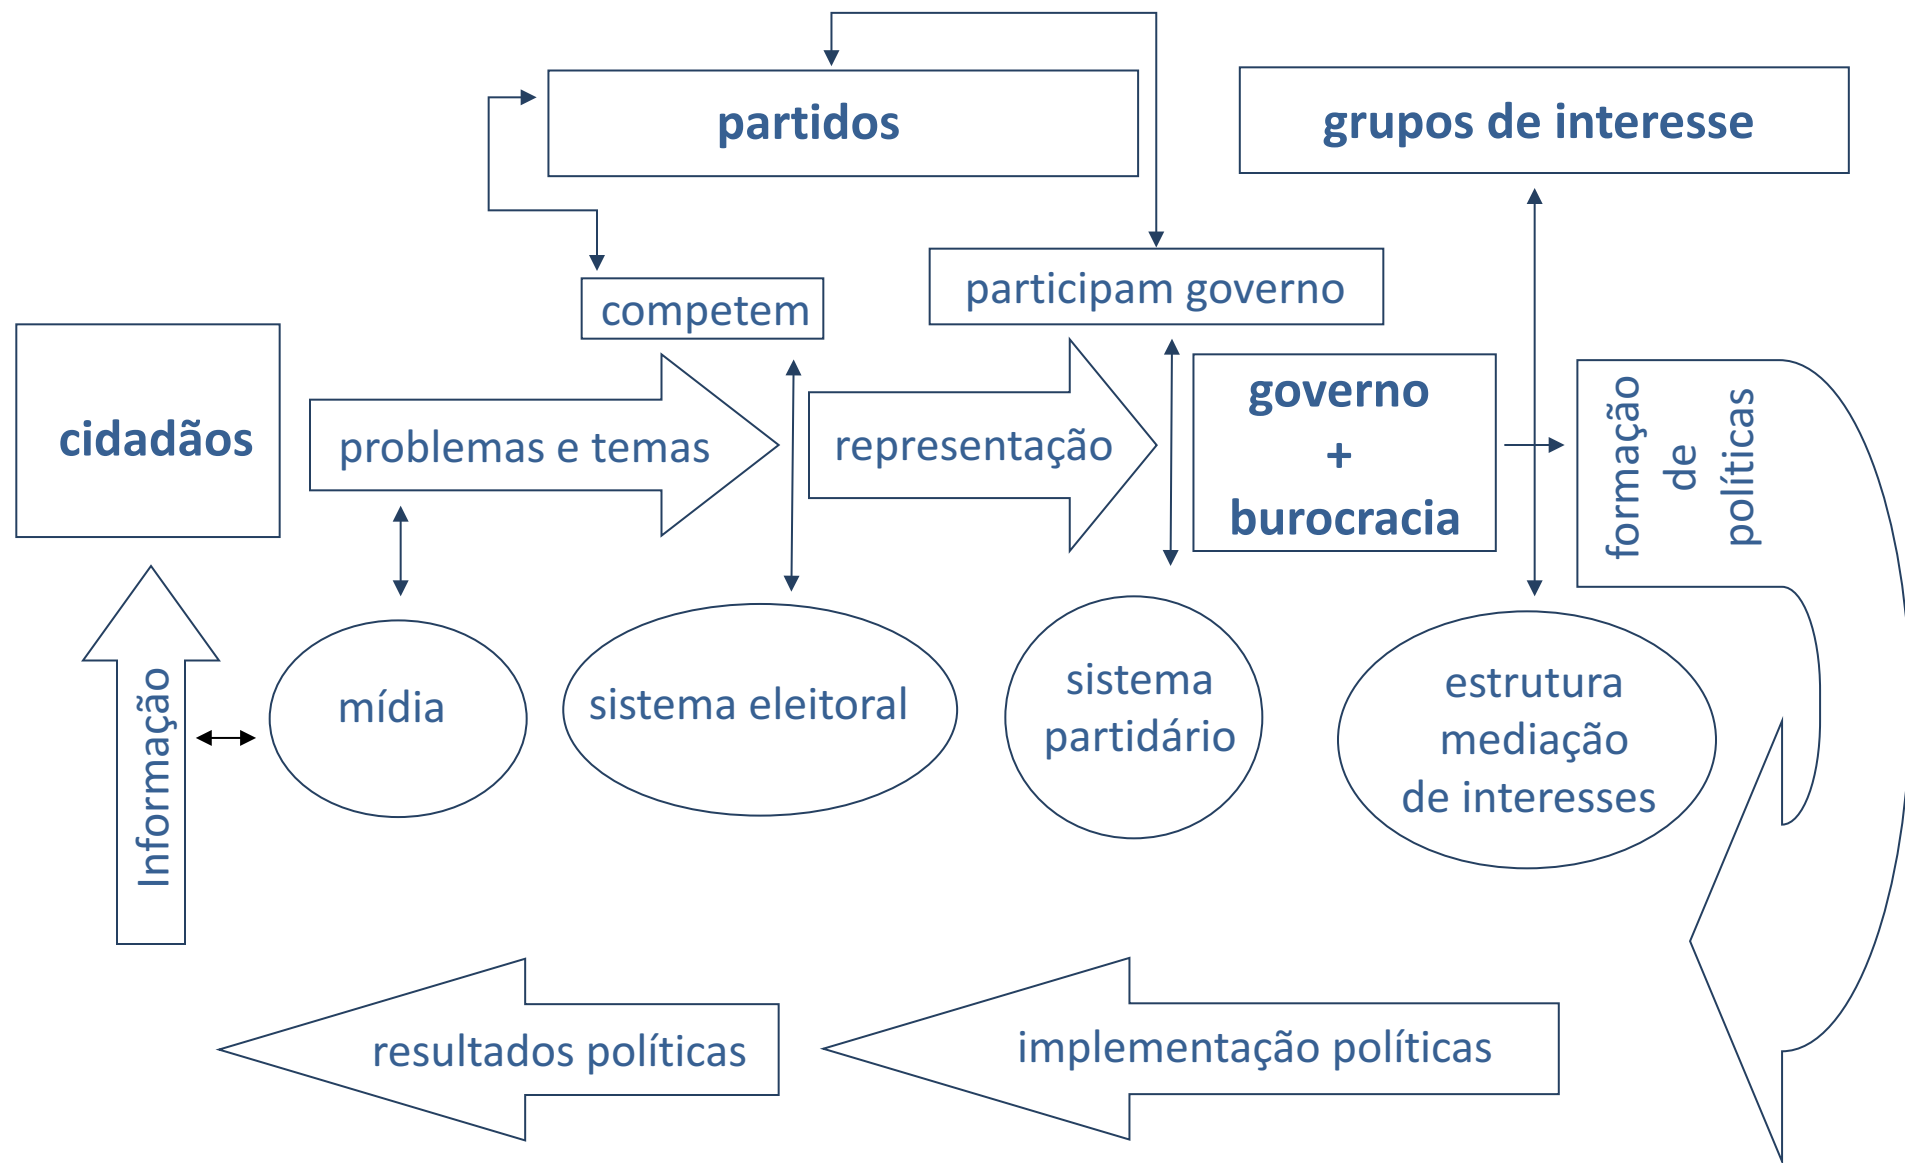 partidos
grupos de interesse
competem
participam governo
cidadãos
problemas e temas
representação
governo
+
burocracia
formação
de
políticas
Informação
mídia
sistema eleitoral
sistema
partidário
estrutura
mediação
de interesses
resultados políticas
implementação políticas